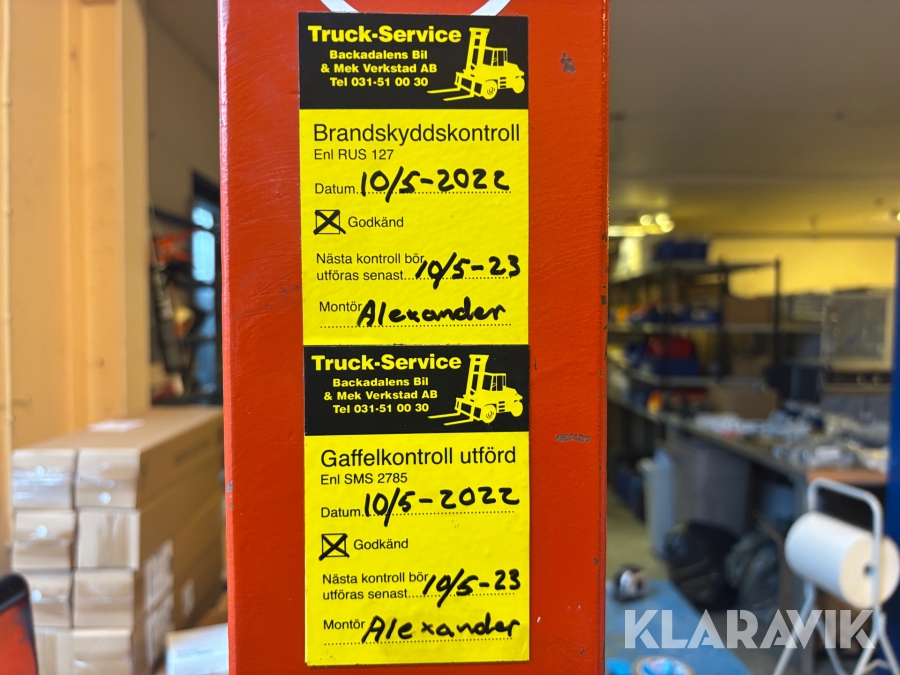 Truck-Service
Backadalens Bil
& Mek Verkstad AB
Tel 031-51 00 30
Brandskyddskontroll
Enl RUS 127
Datum 10/5-2022
Godkänd
Nästa kontroll bör
utföras senast 10/5-23
Montör Alexander
Truck-Service
Backadalens Bil
& Mek Verkstad AB
Tel 031-51 00 30
Gaffelkontroll utförd
Enl SMS 2785
Datum 10/5-2022
Godkänd
Nästa kontroll bör
utföras senast 10/5-23
Montör Alexander
KLARAVIK